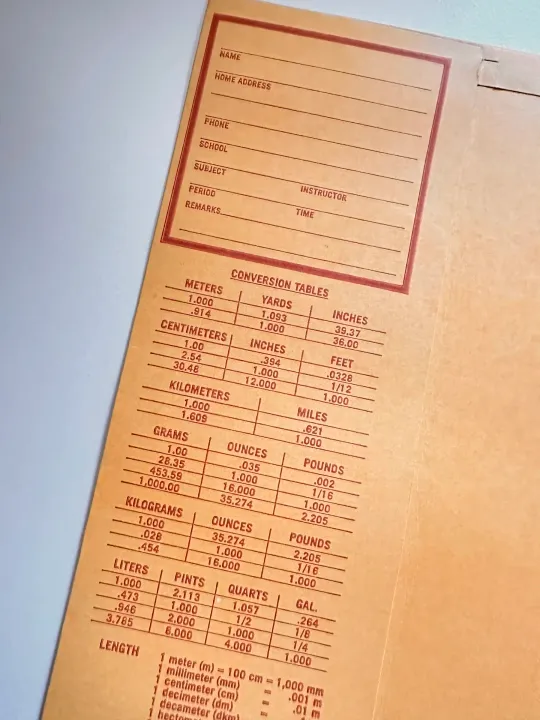 NAME
HOME ADDRESS
PHONE
SCHOOL
SUBJECT INSTRUCTOR
PERIOD TIME
REMARKS
CONVERSION TABLES
METERS YARDS INCHES
1.000 1.093 39.37
.914 1.000 36.00
CENTIMETERS INCHES FEET
1.00 .394 .0328
2.54 1.000 1/12
30.48 12.000 1.000
KILOMETERS MILES
1.000 .621
1.609 1.000
GRAMS OUNCES POUNDS
1.00 .035 .002
28.35 1.000 1/16
453.59 16.000 1.000
1,000.00 35.274 2.205
KILOGRAMS OUNCES POUNDS
1.000 35.274 2.205
.028 1.000 1/16
.454 16.000 1.000
LITERS PINTS QUARTS GAL.
1.000 2.113 1.057 .264
.473 1.000 1/2 1/8
.946 2.000 1.000 1/4
3.785 8.000 4.000 1.000
LENGTH 1 meter (m) = 100 cm = 1,000 mm
1 millimeter (mm) = .001 m
1 centimeter (cm) = .01 m
1 decimeter (dm)
1 decameter (dkm)